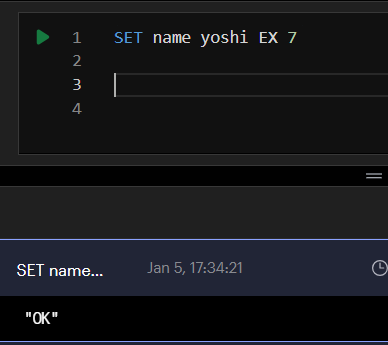 1 SET name yoshi EX 7
2
3
4
SET name... Jan 5, 17:34:21
"OK"